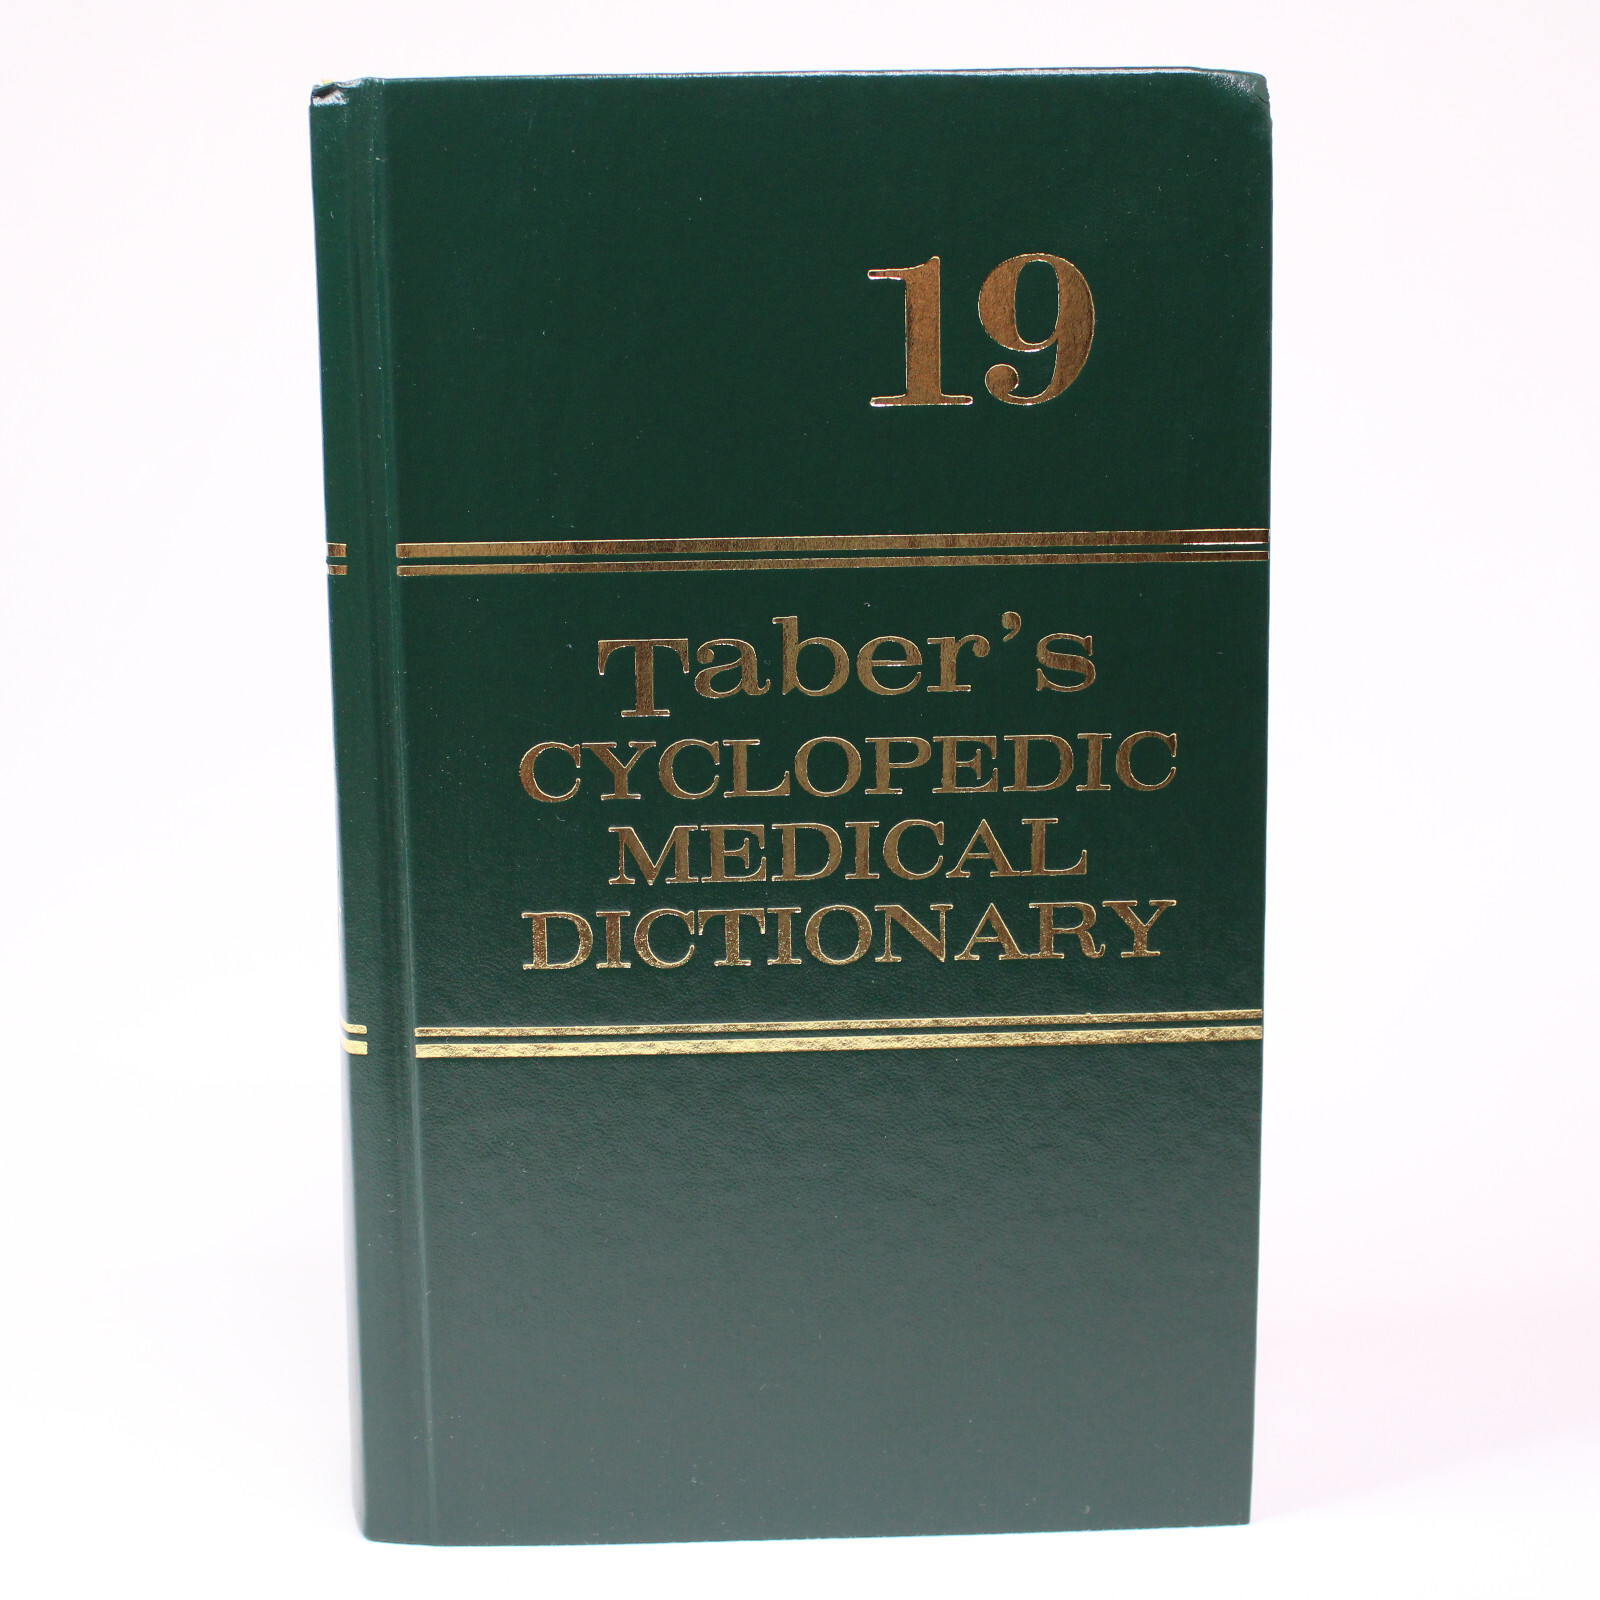 19
Taber's
CYCLOPEDIC
MEDICAL
DICTIONARY